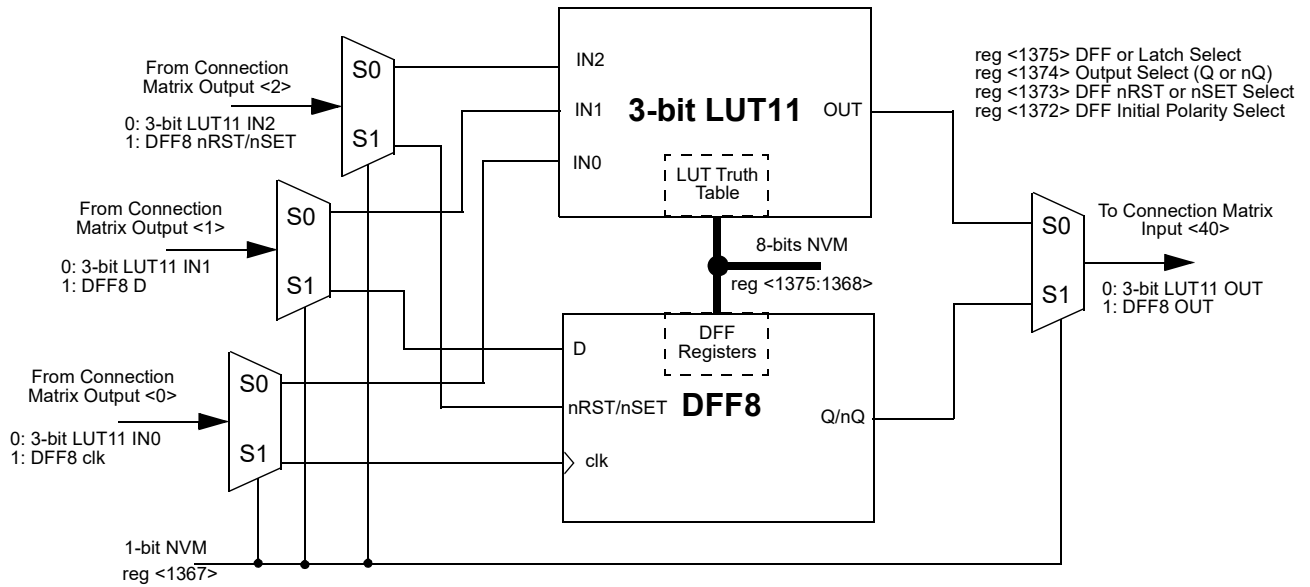 From Connection
Matrix Output <2>
0: 3-bit LUT11 IN2
1: DFF8 nRST/nSET
S0
S1
From Connection
Matrix Output <1>
0: 3-bit LUT11 IN1
1: DFF8 D
S0
S1
From Connection
Matrix Output <0>
0: 3-bit LUT11 IN0
1: DFF8 clk
S0
S1
1-bit NVM
reg <1367>
IN2
IN1
IN0
3-bit LUT11
OUT
LUT Truth
Table
8-bits NVM
reg <1375:1368>
DFF
Registers
D
nRST/nSET
clk
DFF8
Q/nQ
reg <1375> DFF or Latch Select
reg <1374> Output Select (Q or nQ)
reg <1373> DFF nRST or nSET Select
reg <1372> DFF Initial Polarity Select
S0
S1
To Connection Matrix
Input <40>
0: 3-bit LUT11 OUT
1: DFF8 OUT